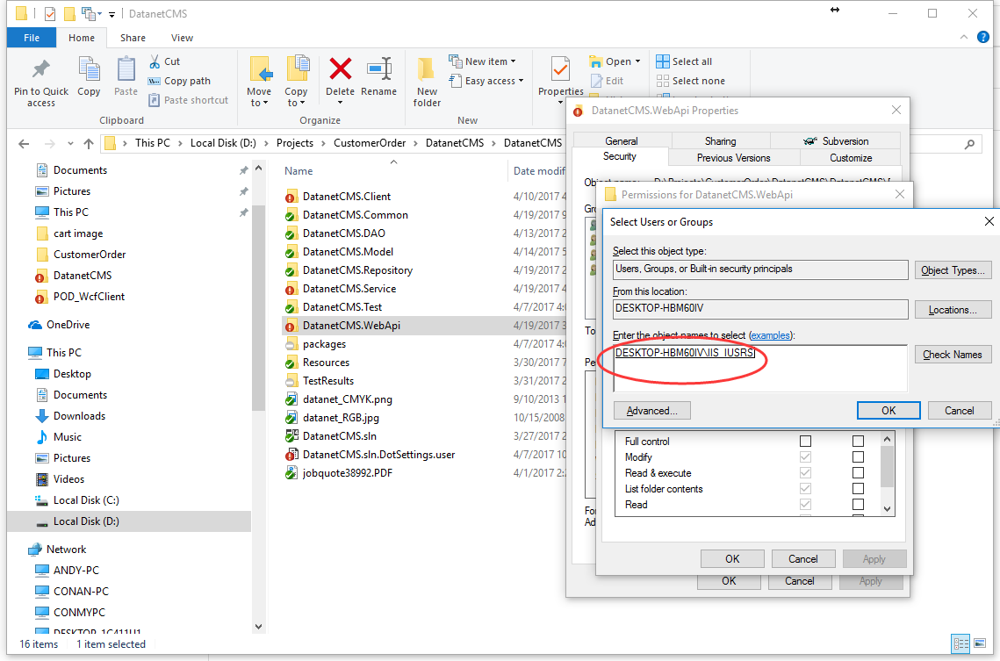 DatanetCMS
File Home Share View
Pin to Quick access
Copy
Paste
Cut
Copy path
Paste shortcut
Clipboard
Move to
Copy to
Delete
Rename
Organize
New folder
New item
Easy access
New
Properties
Open
Edit
Select all
Select none
This PC > Local Disk (D:) > Projects > CustomerOrder > DatanetCMS > DatanetCMS
Documents
Pictures
This PC
cart image
CustomerOrder
DatanetCMS
POD_WcfClient
OneDrive
This PC
Desktop
Documents
Downloads
Music
Pictures
Videos
Local Disk (C:)
Local Disk (D:)
Network
ANDY-PC
CONAN-PC
CONMYPC
DESKTOP-1C411U1
Name Date modif
DatanetCMS.Client 4/10/2017 4
DatanetCMS.Common 4/19/2017 9
DatanetCMS.DAO 4/13/2017 2
DatanetCMS.Model 4/14/2017 5
DatanetCMS.Repository 4/19/2017 2
DatanetCMS.Service 4/19/2017 4
DatanetCMS.Test 4/7/2017 4:0
DatanetCMS.WebApi 4/19/2017 3
packages 4/7/2017 4:0
Resources 3/30/2017 7
TestResults 3/31/2017 2
datanet_CMYK.png 9/10/2013 1
datanet_RGB.jpg 10/15/2008
DatanetCMS.sln 3/27/2017 2
DatanetCMS.sln.DotSettings.user 4/7/2017 10
jobquote38992.PDF 4/1/2017 2:2
16 items 1 item selected
DatanetCMS.WebApi Properties
General Sharing Subversion
Security Previous Versions Customize
Object name: D:\Projects\CustomerOrder\DatanetCMS\DatanetCMS\[
Gro
To
Pe
For
Ad
OK Cancel Apply
Permissions for DatanetCMS.WebApi
Select Users or Groups
Select this object type:
Users, Groups, or Built-in security principals Object Types...
From this location:
DESKTOP-HBM60IV Locations...
Enter the object names to select (examples):
DESKTOP-HBM60IV\IIS_IUSRS Check Names
Advanced... OK Cancel
Full control
Modify
Read & execute
List folder contents
Read
OK Cancel Apply